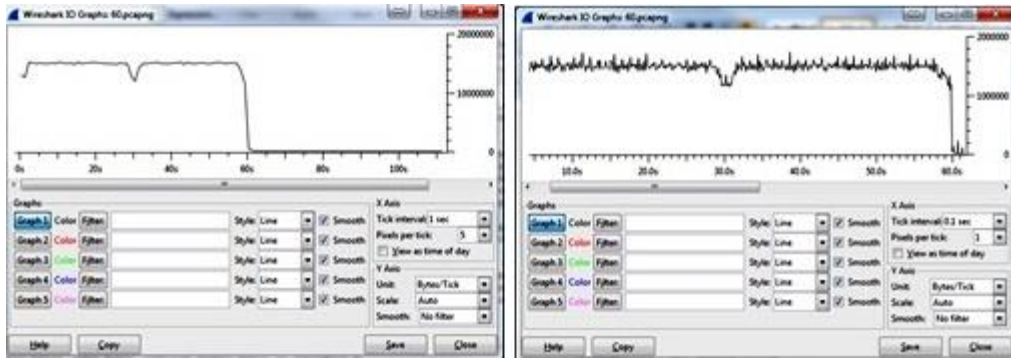 Wireshark IO Graphs: 60.pcapng
20000000
10000000
0
0s 20s 40s 60s 80s 100s
Graphs
X Axis
Graph 1 Color Filter: Style: Line Smooth
Tick interval: 1 sec
Graph 2 Color Filter: Style: Line Smooth
Pixels per tick: 5
Graph 3 Color Filter: Style: Line Smooth
View as time of day
Graph 4 Color Filter: Style: Line Smooth
Y Axis
Unit: Bytes/Tick
Graph 5 Color Filter: Style: Line Smooth
Scale: Auto
Smooth: No filter
Help Copy Save Close
Wireshark IO Graphs: 60.pcapng
2000000
1000000
0
10.0s 20.0s 30.0s 40.0s 50.0s 60.0s
Graphs
X Axis
Graph 1 Color Filter: Style: Line Smooth
Tick interval: 0.1 sec
Graph 2 Color Filter: Style: Line Smooth
Pixels per tick: 1
Graph 3 Color Filter: Style: Line Smooth
View as time of day
Graph 4 Color Filter: Style: Line Smooth
Y Axis
Unit: Bytes/Tick
Graph 5 Color Filter: Style: Line Smooth
Scale: Auto
Smooth: No filter
Help Copy Save Close